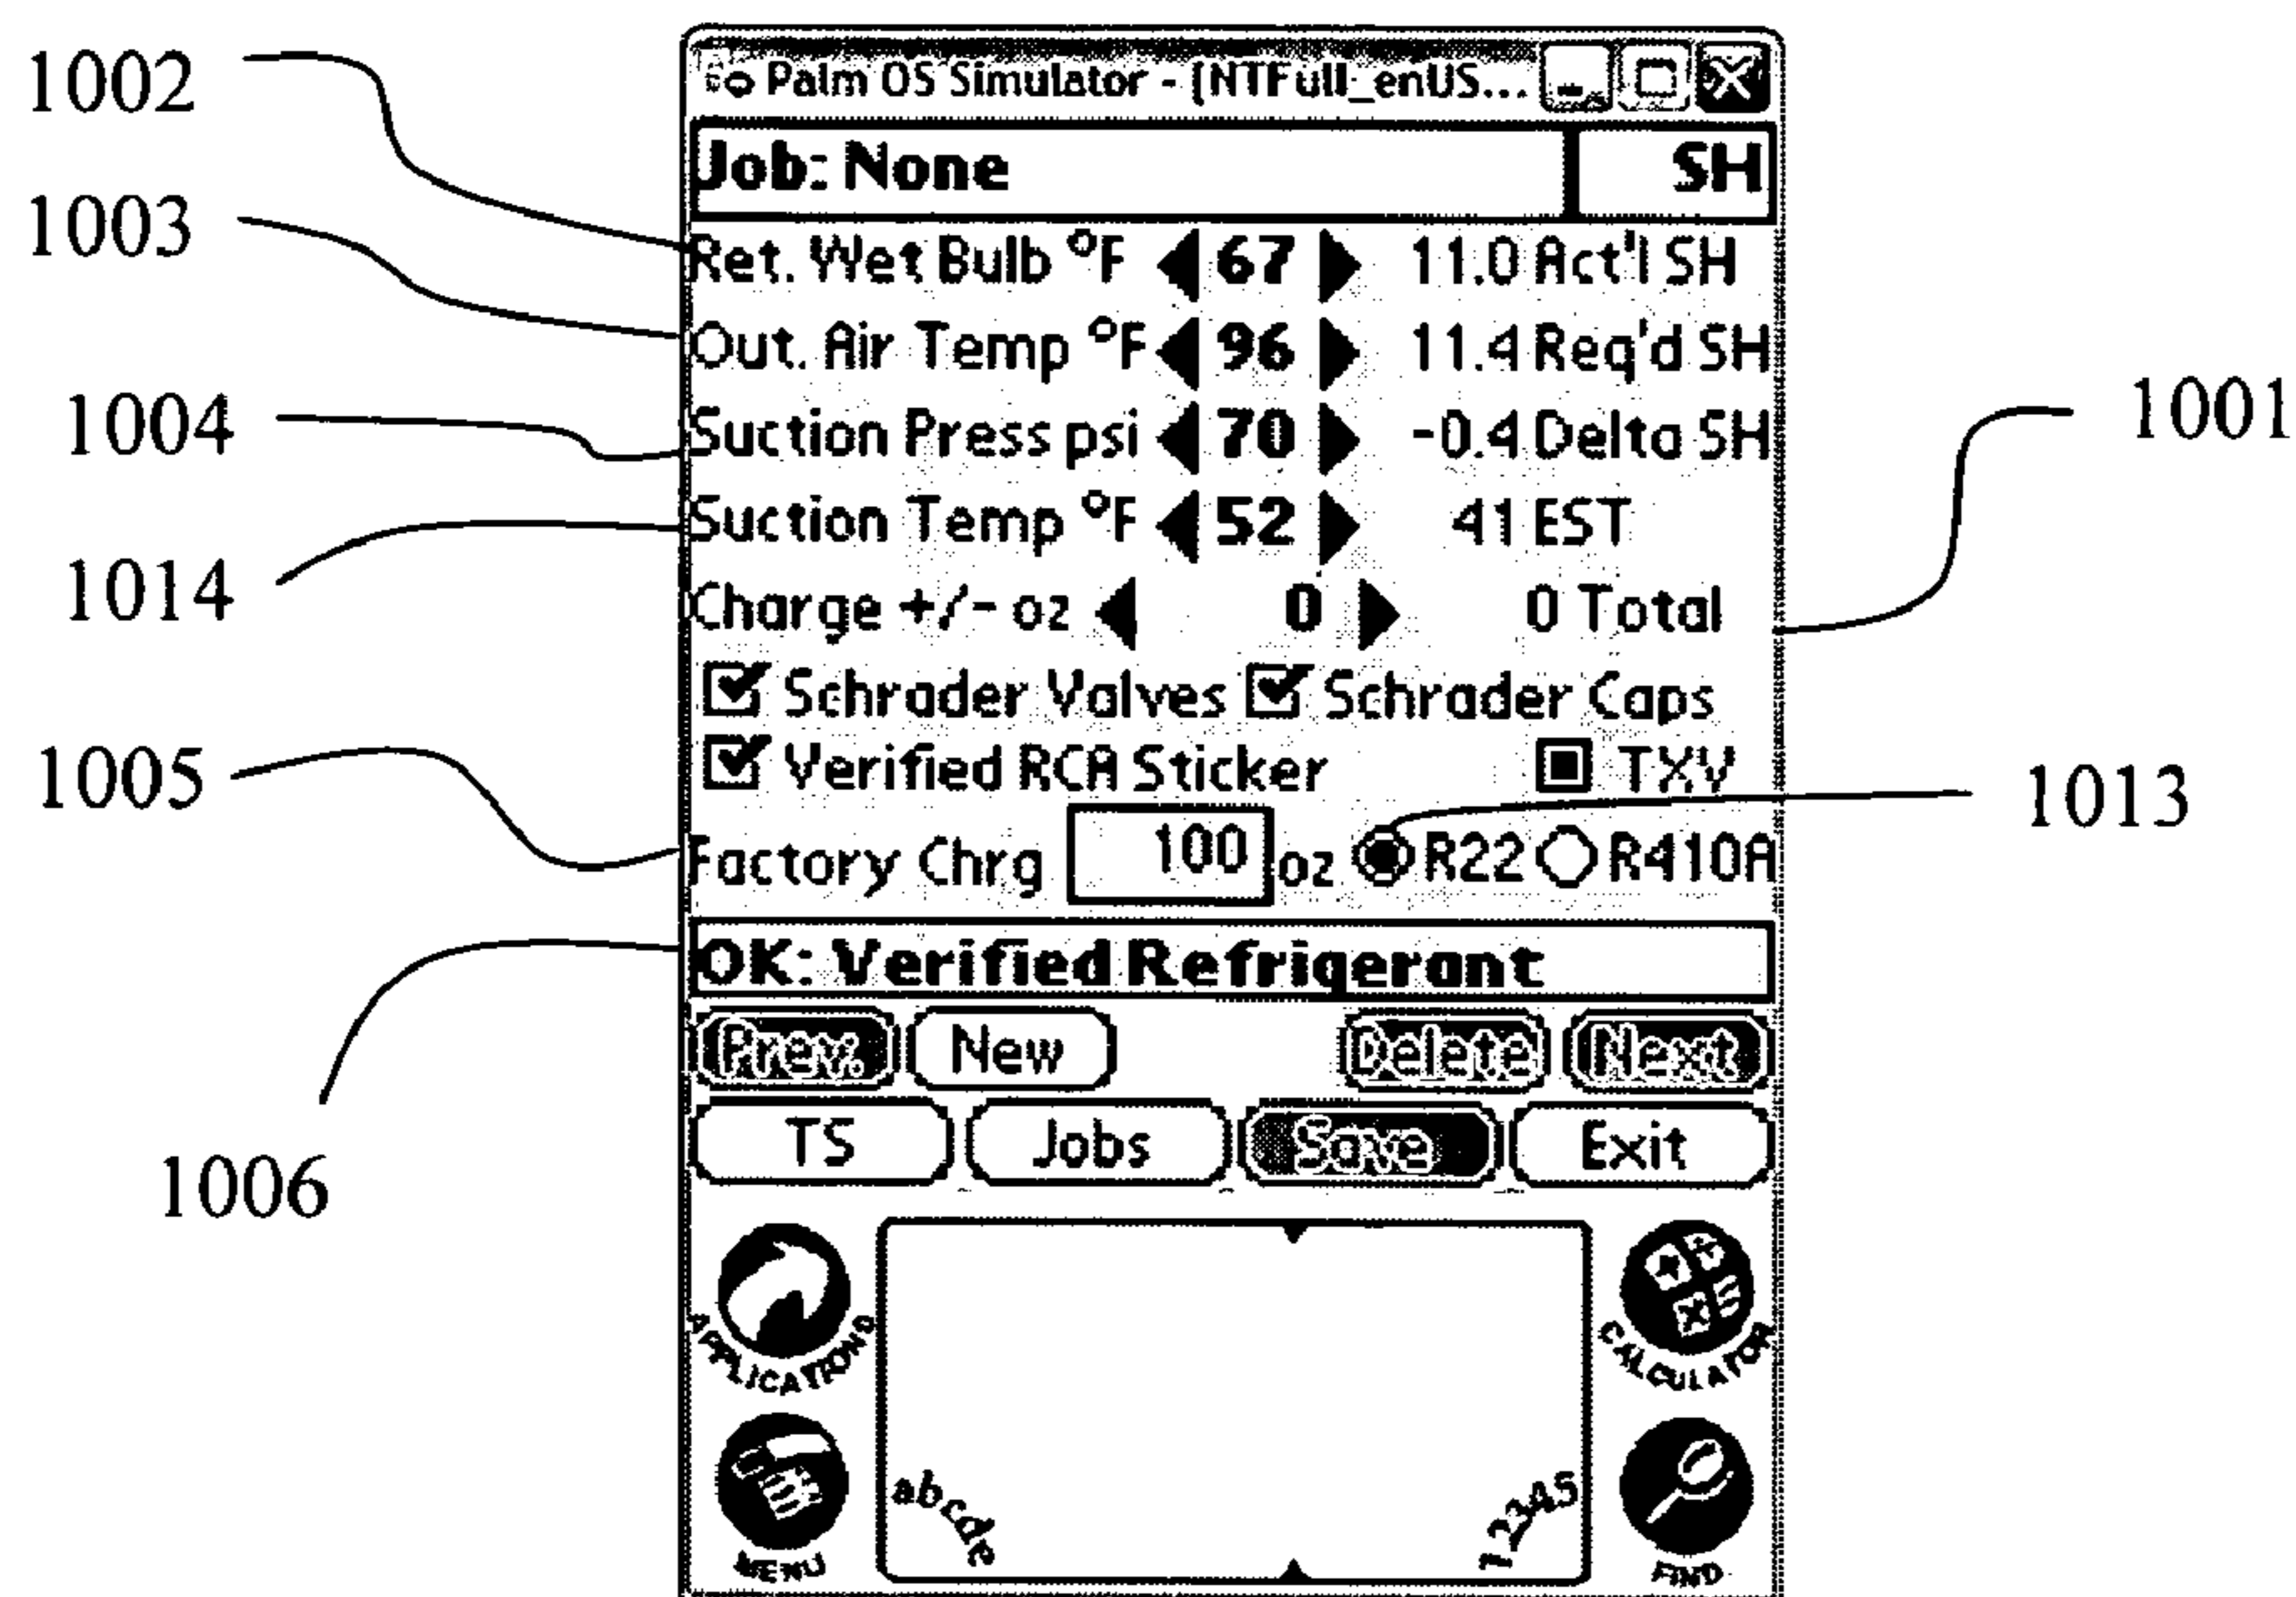 Palm OS Simulator - [NTFull_enUS...
Job: None SH
1002
Ret. Wet Bulb °F 67 11.0 Act'l SH
1003
Out. Air Temp °F 96 11.4 Req'd SH
1004
Suction Press psi 70 -0.4 Delta SH
1001
Suction Temp °F 52 41 EST
1014
Charge +/- oz 0 0 Total
Schrader Valves Schrader Caps
1005
Verified RCA Sticker TXV
1013
Factory Chrg 100 oz R22 R410A
OK: Verified Refrigerant
1006
Prev. New Delete Next
TS Jobs Save Exit
APPLICATIONS
CALCULATOR
abcde
12345
MENU
FIND